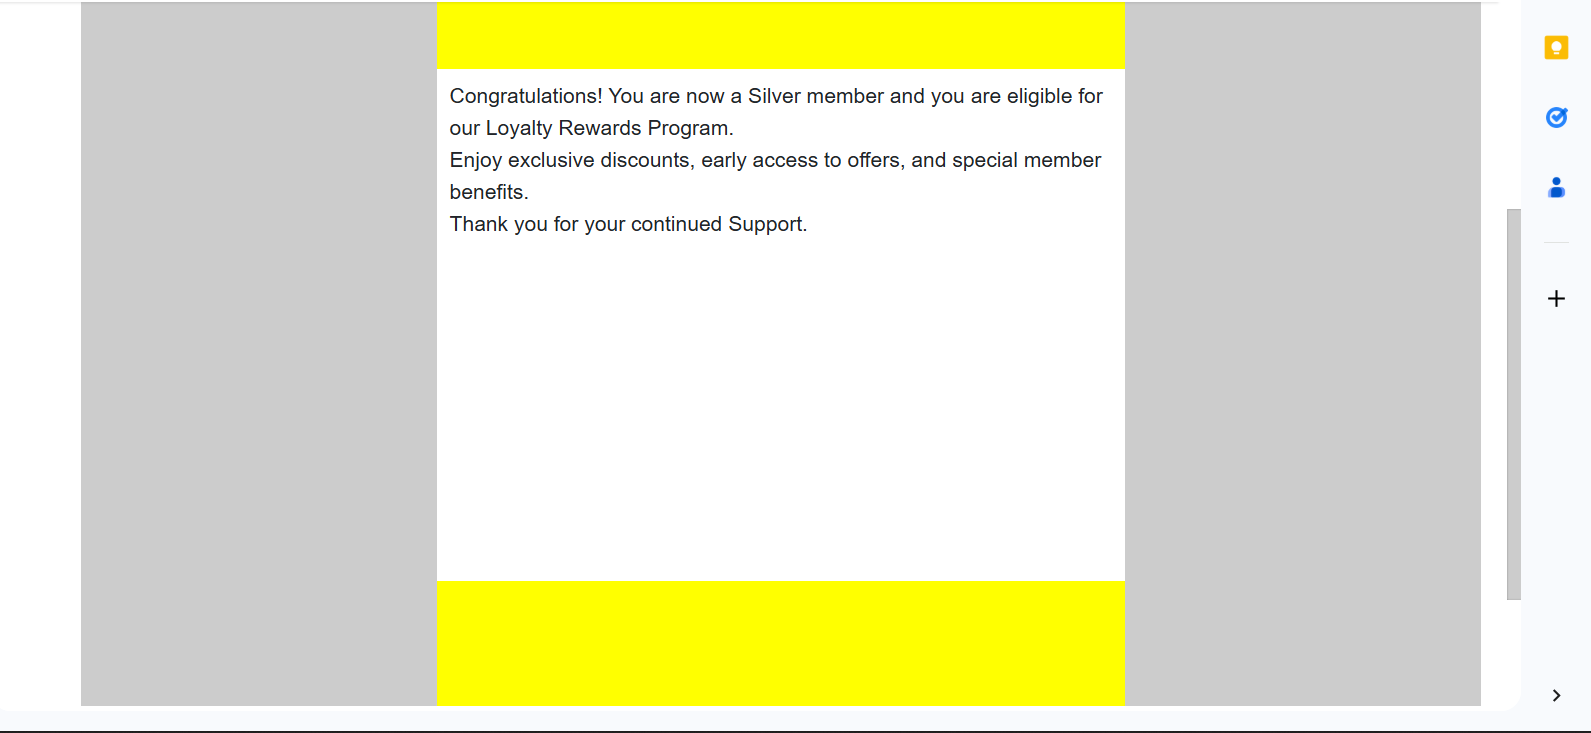 Congratulations! You are now a Silver member and you are eligible for
our Loyalty Rewards Program.
Enjoy exclusive discounts, early access to offers, and special member
benefits.
Thank you for your continued Support.